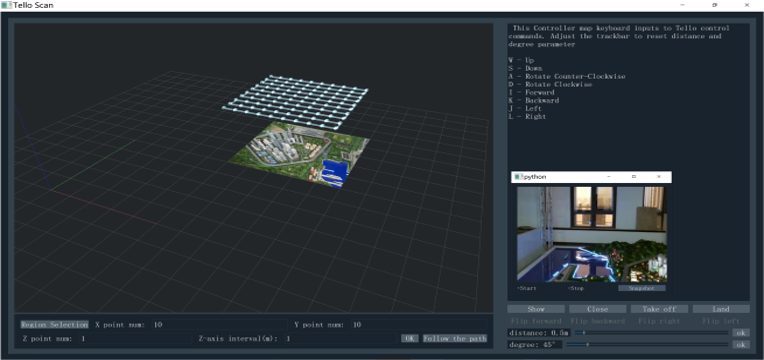 Tello Scan
This Controller map keyboard inputs to Tello control
commands. Adjust the trackbar to reset distance and
degree parameter
W - Up
S - Down
A - Rotate Counter-Clockwise
D - Rotate Clockwise
I - Forward
K - Backward
J - Left
L - Right
python
-Start -Stop Snapshot
Show Close Take off Land
Flip forward Flip backward Flip right Flip left
distance: 0.5m ok
degree: 45° ok
Region Selection X point num: 10 Y point num: 10
Z point num: 1 Z-axis interval(m): 1 OK Follow the path